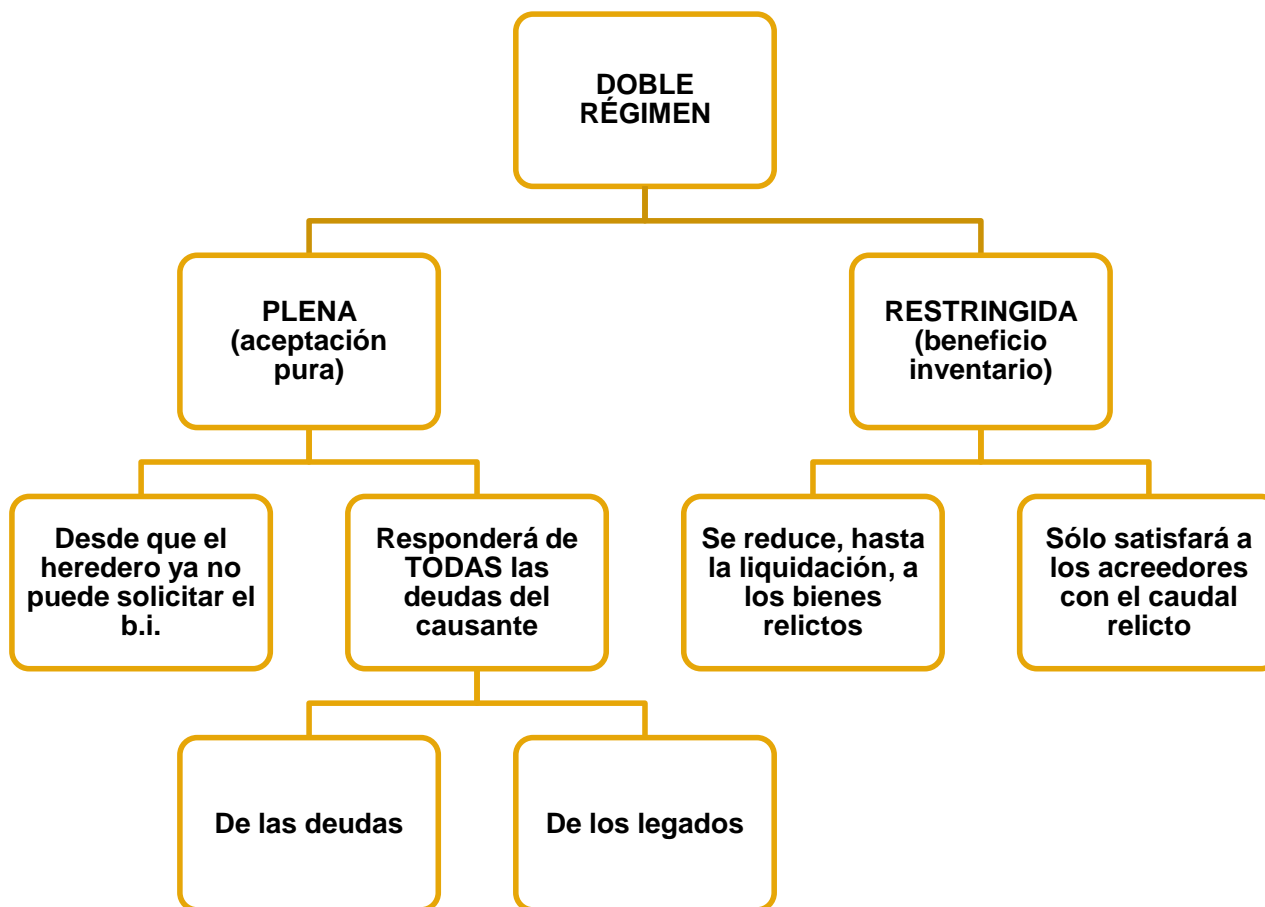 DOBLE
RÉGIMEN
PLENA
(aceptación
pura)
RESTRINGIDA
(beneficio
inventario)
Desde que el
heredero ya no
puede solicitar el
b.i.
Responderá de
TODAS las
deudas del
causante
Se reduce, hasta
la liquidación, a
los bienes
relictos
Sólo satisfará a
los acreedores
con el caudal
relicto
De las deudas
De los legados